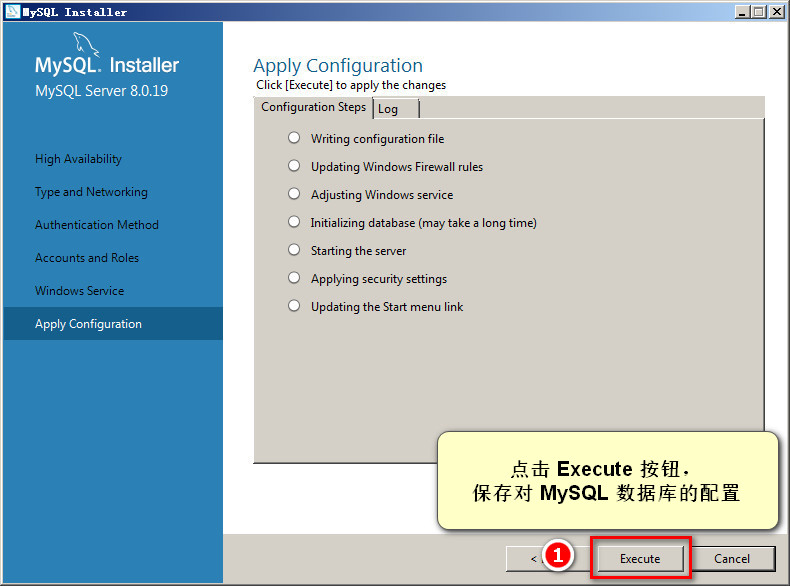 MySQL Installer
MySQL. Installer
MySQL Server 8.0.19
High Availability
Type and Networking
Authentication Method
Accounts and Roles
Windows Service
Apply Configuration
Apply Configuration
Click [Execute] to apply the changes
Configuration Steps Log
Writing configuration file
Updating Windows Firewall rules
Adjusting Windows service
Initializing database (may take a long time)
Starting the server
Applying security settings
Updating the Start menu link
点击 Execute 按钮，
保存对 MySQL 数据库的配置
< 1 Execute Cancel